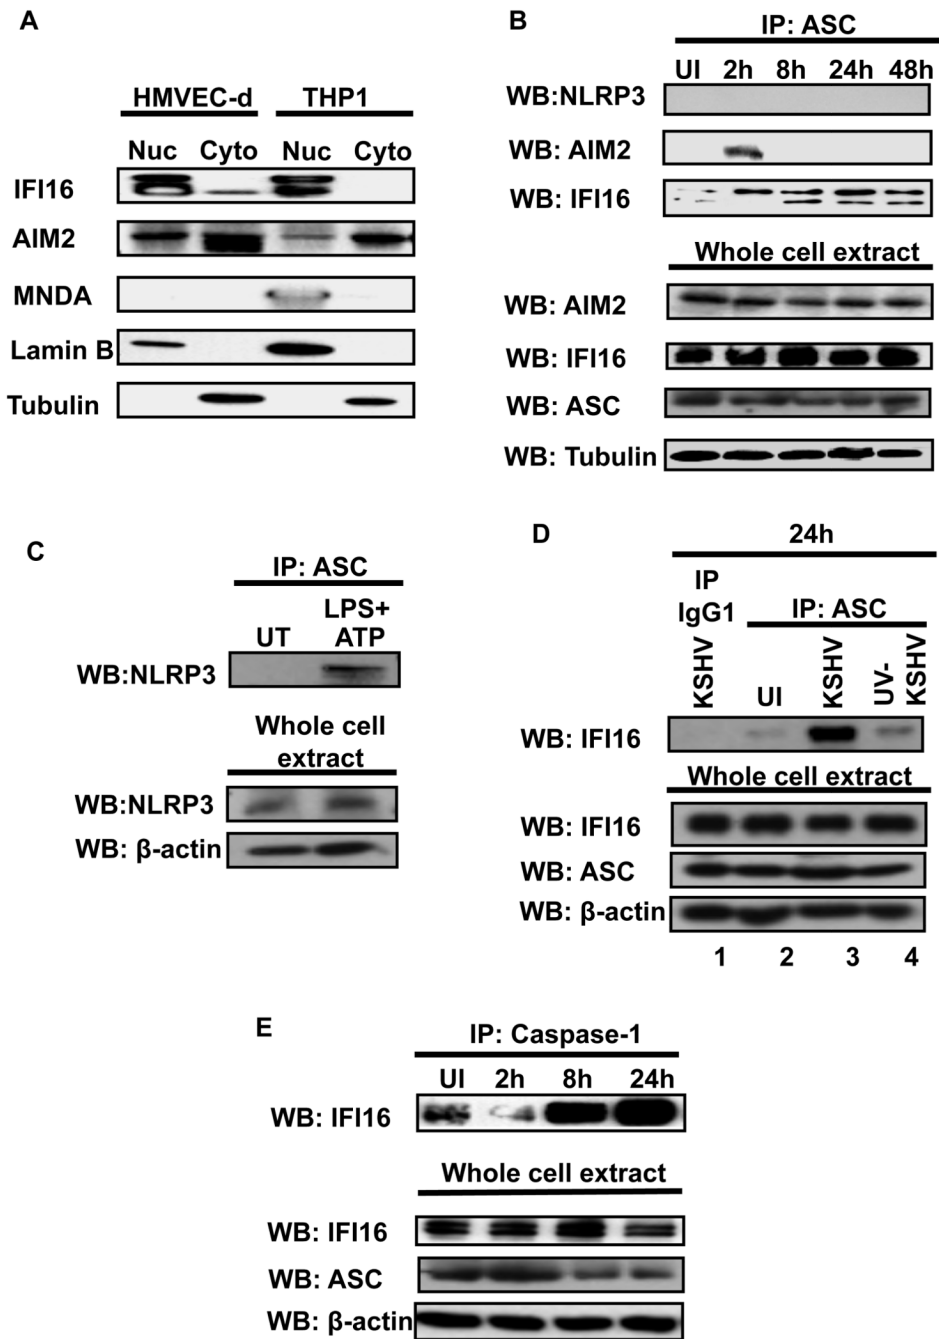 A
HMVEC-d THP1
Nuc Cyto Nuc Cyto
IFI16
AIM2
MNDA
Lamin B
Tubulin
B
IP: ASC
UI 2h 8h 24h 48h
WB:NLRP3
WB: AIM2
WB: IFI16
Whole cell extract
WB: AIM2
WB: IFI16
WB: ASC
WB: Tubulin
C
IP: ASC
LPS+
UT ATP
WB:NLRP3
Whole cell
extract
WB:NLRP3
WB: β-actin
D
24h
IP
IgG1 IP: ASC
KSHV UI KSHV UV-
KSHV
WB: IFI16
Whole cell extract
WB: IFI16
WB: ASC
WB: β-actin
1 2 3 4
E
IP: Caspase-1
UI 2h 8h 24h
WB: IFI16
Whole cell extract
WB: IFI16
WB: ASC
WB: β-actin